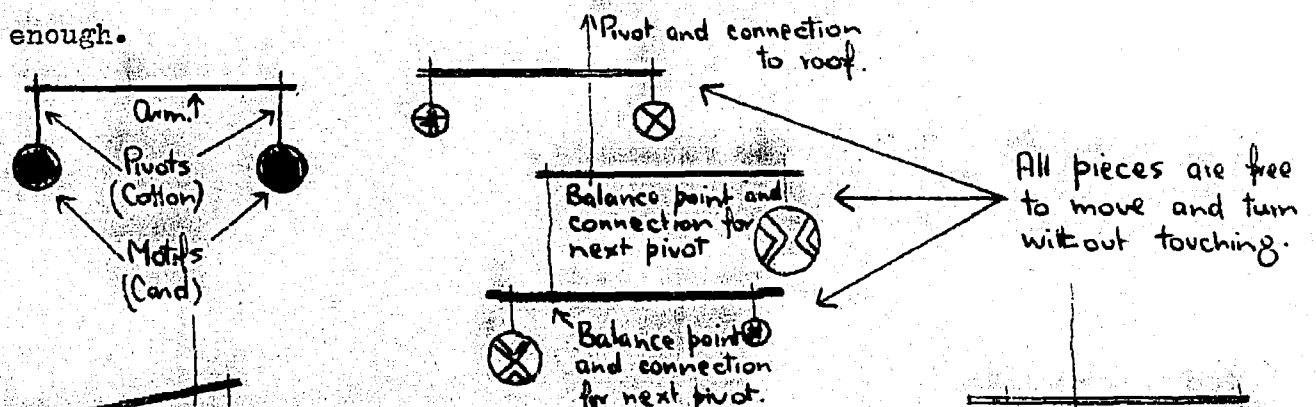 enough.
Pivot and connection
to roof.
Arm.
Pivots
(Cotton)
Motifs
(Card)
Balance point and
connection for
next pivot
Balance point
and connection
for next pivot.
All pieces are free
to move and turn
without touching.